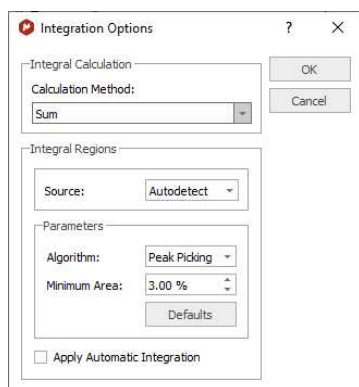 Integration Options ? ×
Integral Calculation
OK
Calculation Method:
Cancel
Sum
Integral Regions
Source: Autodetect
Parameters
Algorithm: Peak Picking
Minimum Area: 3.00 %
Defaults
Apply Automatic Integration